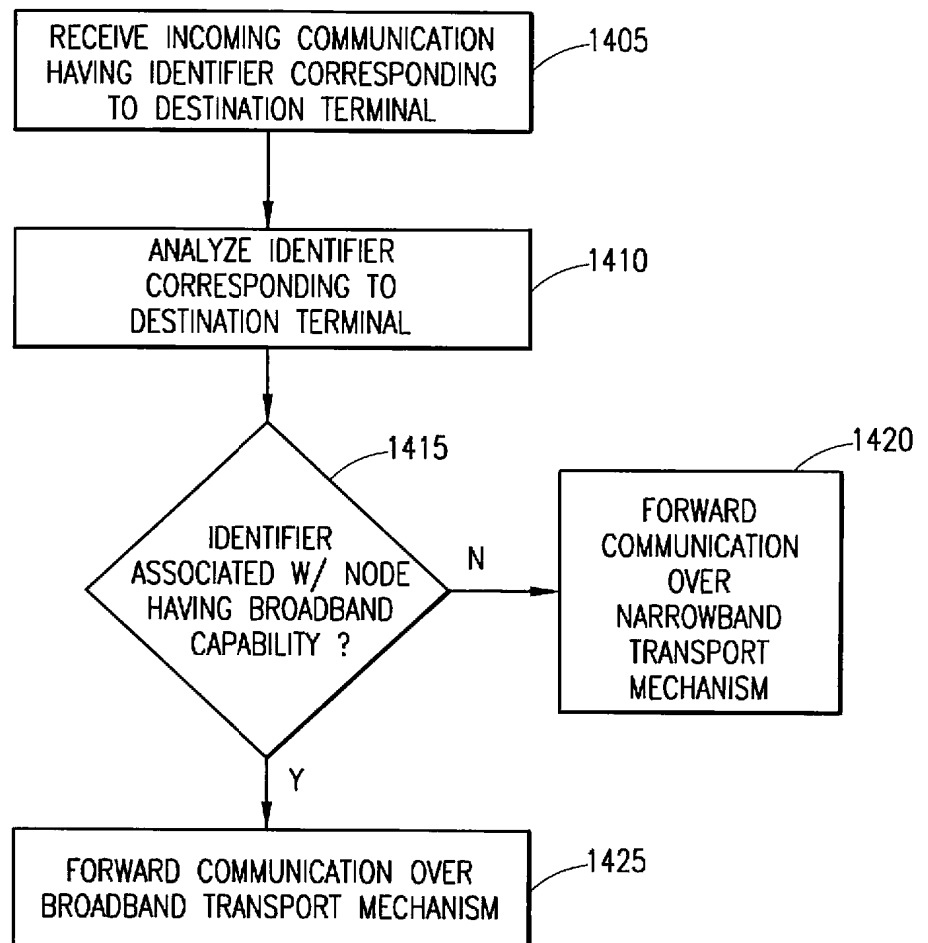 RECEIVE INCOMING COMMUNICATION
HAVING IDENTIFIER CORRESPONDING
TO DESTINATION TERMINAL
1405
ANALYZE IDENTIFIER
CORRESPONDING TO
DESTINATION TERMINAL
1410
1415
IDENTIFIER
ASSOCIATED W/ NODE
HAVING BROADBAND
CAPABILITY ?
N
1420
FORWARD
COMMUNICATION
OVER
NARROWBAND
TRANSPORT
MECHANISM
Y
FORWARD COMMUNICATION OVER
BROADBAND TRANSPORT MECHANISM
1425